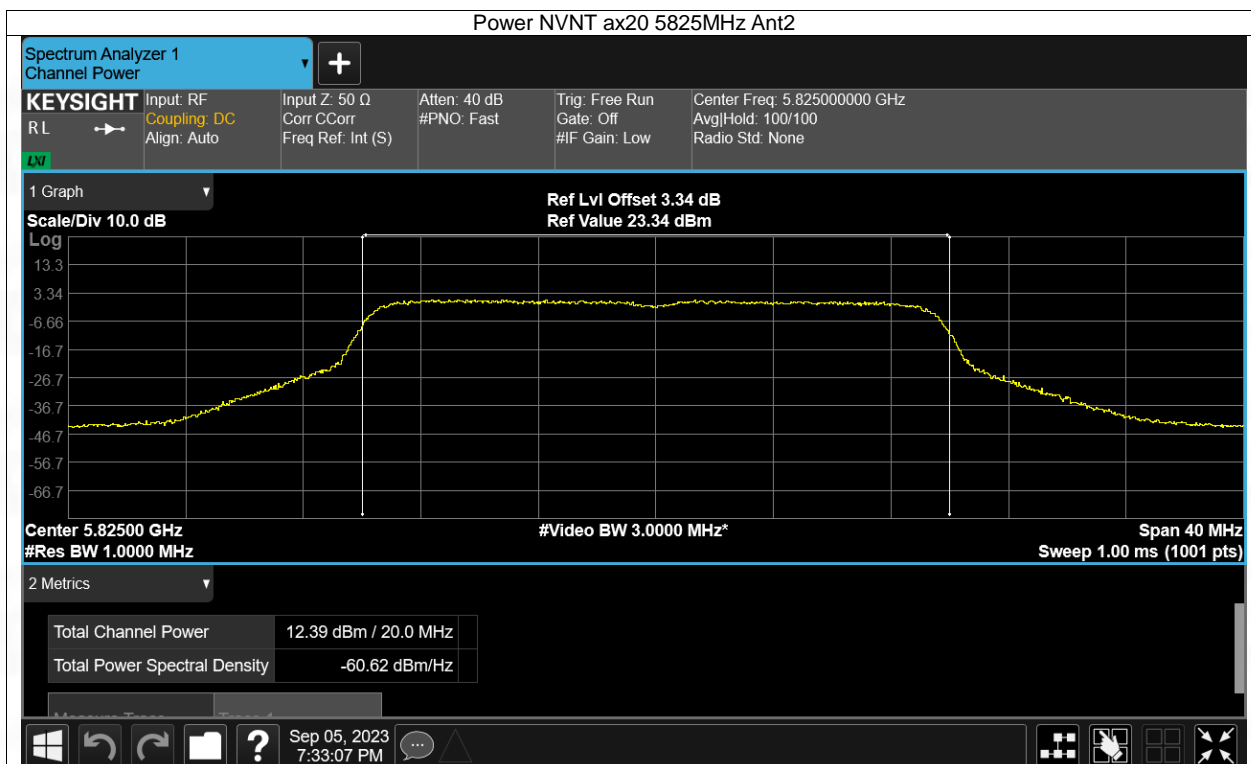 Power NVNT ax20 5825MHz Ant2
Spectrum Analyzer 1
Channel Power
KEYSIGHT
RL
LXI
Input: RF
Coupling: DC
Align: Auto
Input Z: 50 Ω
Corr CCorr
Freq Ref: Int (S)
Atten: 40 dB
#PNO: Fast
Trig: Free Run
Gate: Off
#IF Gain: Low
Center Freq: 5.825000000 GHz
Avg|Hold: 100/100
Radio Std: None
1 Graph
Scale/Div 10.0 dB
Ref Lvl Offset 3.34 dB
Ref Value 23.34 dBm
Log
13.3
3.34
-6.66
-16.7
-26.7
-36.7
-46.7
-56.7
-66.7
Center 5.82500 GHz
#Video BW 3.0000 MHz*
Span 40 MHz
#Res BW 1.0000 MHz
Sweep 1.00 ms (1001 pts)
2 Metrics
Total Channel Power 12.39 dBm / 20.0 MHz
Total Power Spectral Density -60.62 dBm/Hz
?
Sep 05, 2023
7:33:07 PM